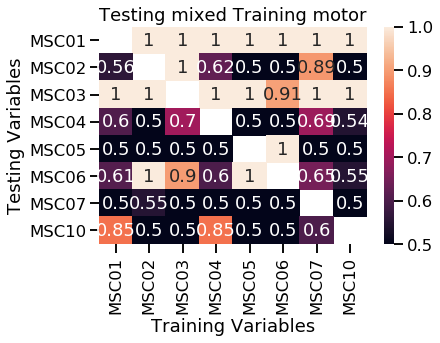 Testing mixed Training motor
Testing Variables
MSC01 1 1 1 1 1 1 1
MSC02 0.56 1 0.62 0.5 0.5 0.89 0.5
MSC03 1 1 1 1 0.91 1 1
MSC04 0.6 0.5 0.7 0.5 0.5 0.69 0.54
MSC05 0.5 0.5 0.5 0.5 1 0.5 0.5
MSC06 0.61 1 0.9 0.6 1 0.65 0.55
MSC07 0.5 0.55 0.5 0.5 0.5 0.5 0.5
MSC10 0.85 0.5 0.5 0.85 0.5 0.5 0.6
MSC01 MSC02 MSC03 MSC04 MSC05 MSC06 MSC07 MSC10
Training Variables
1.0
0.9
0.8
0.7
0.6
0.5